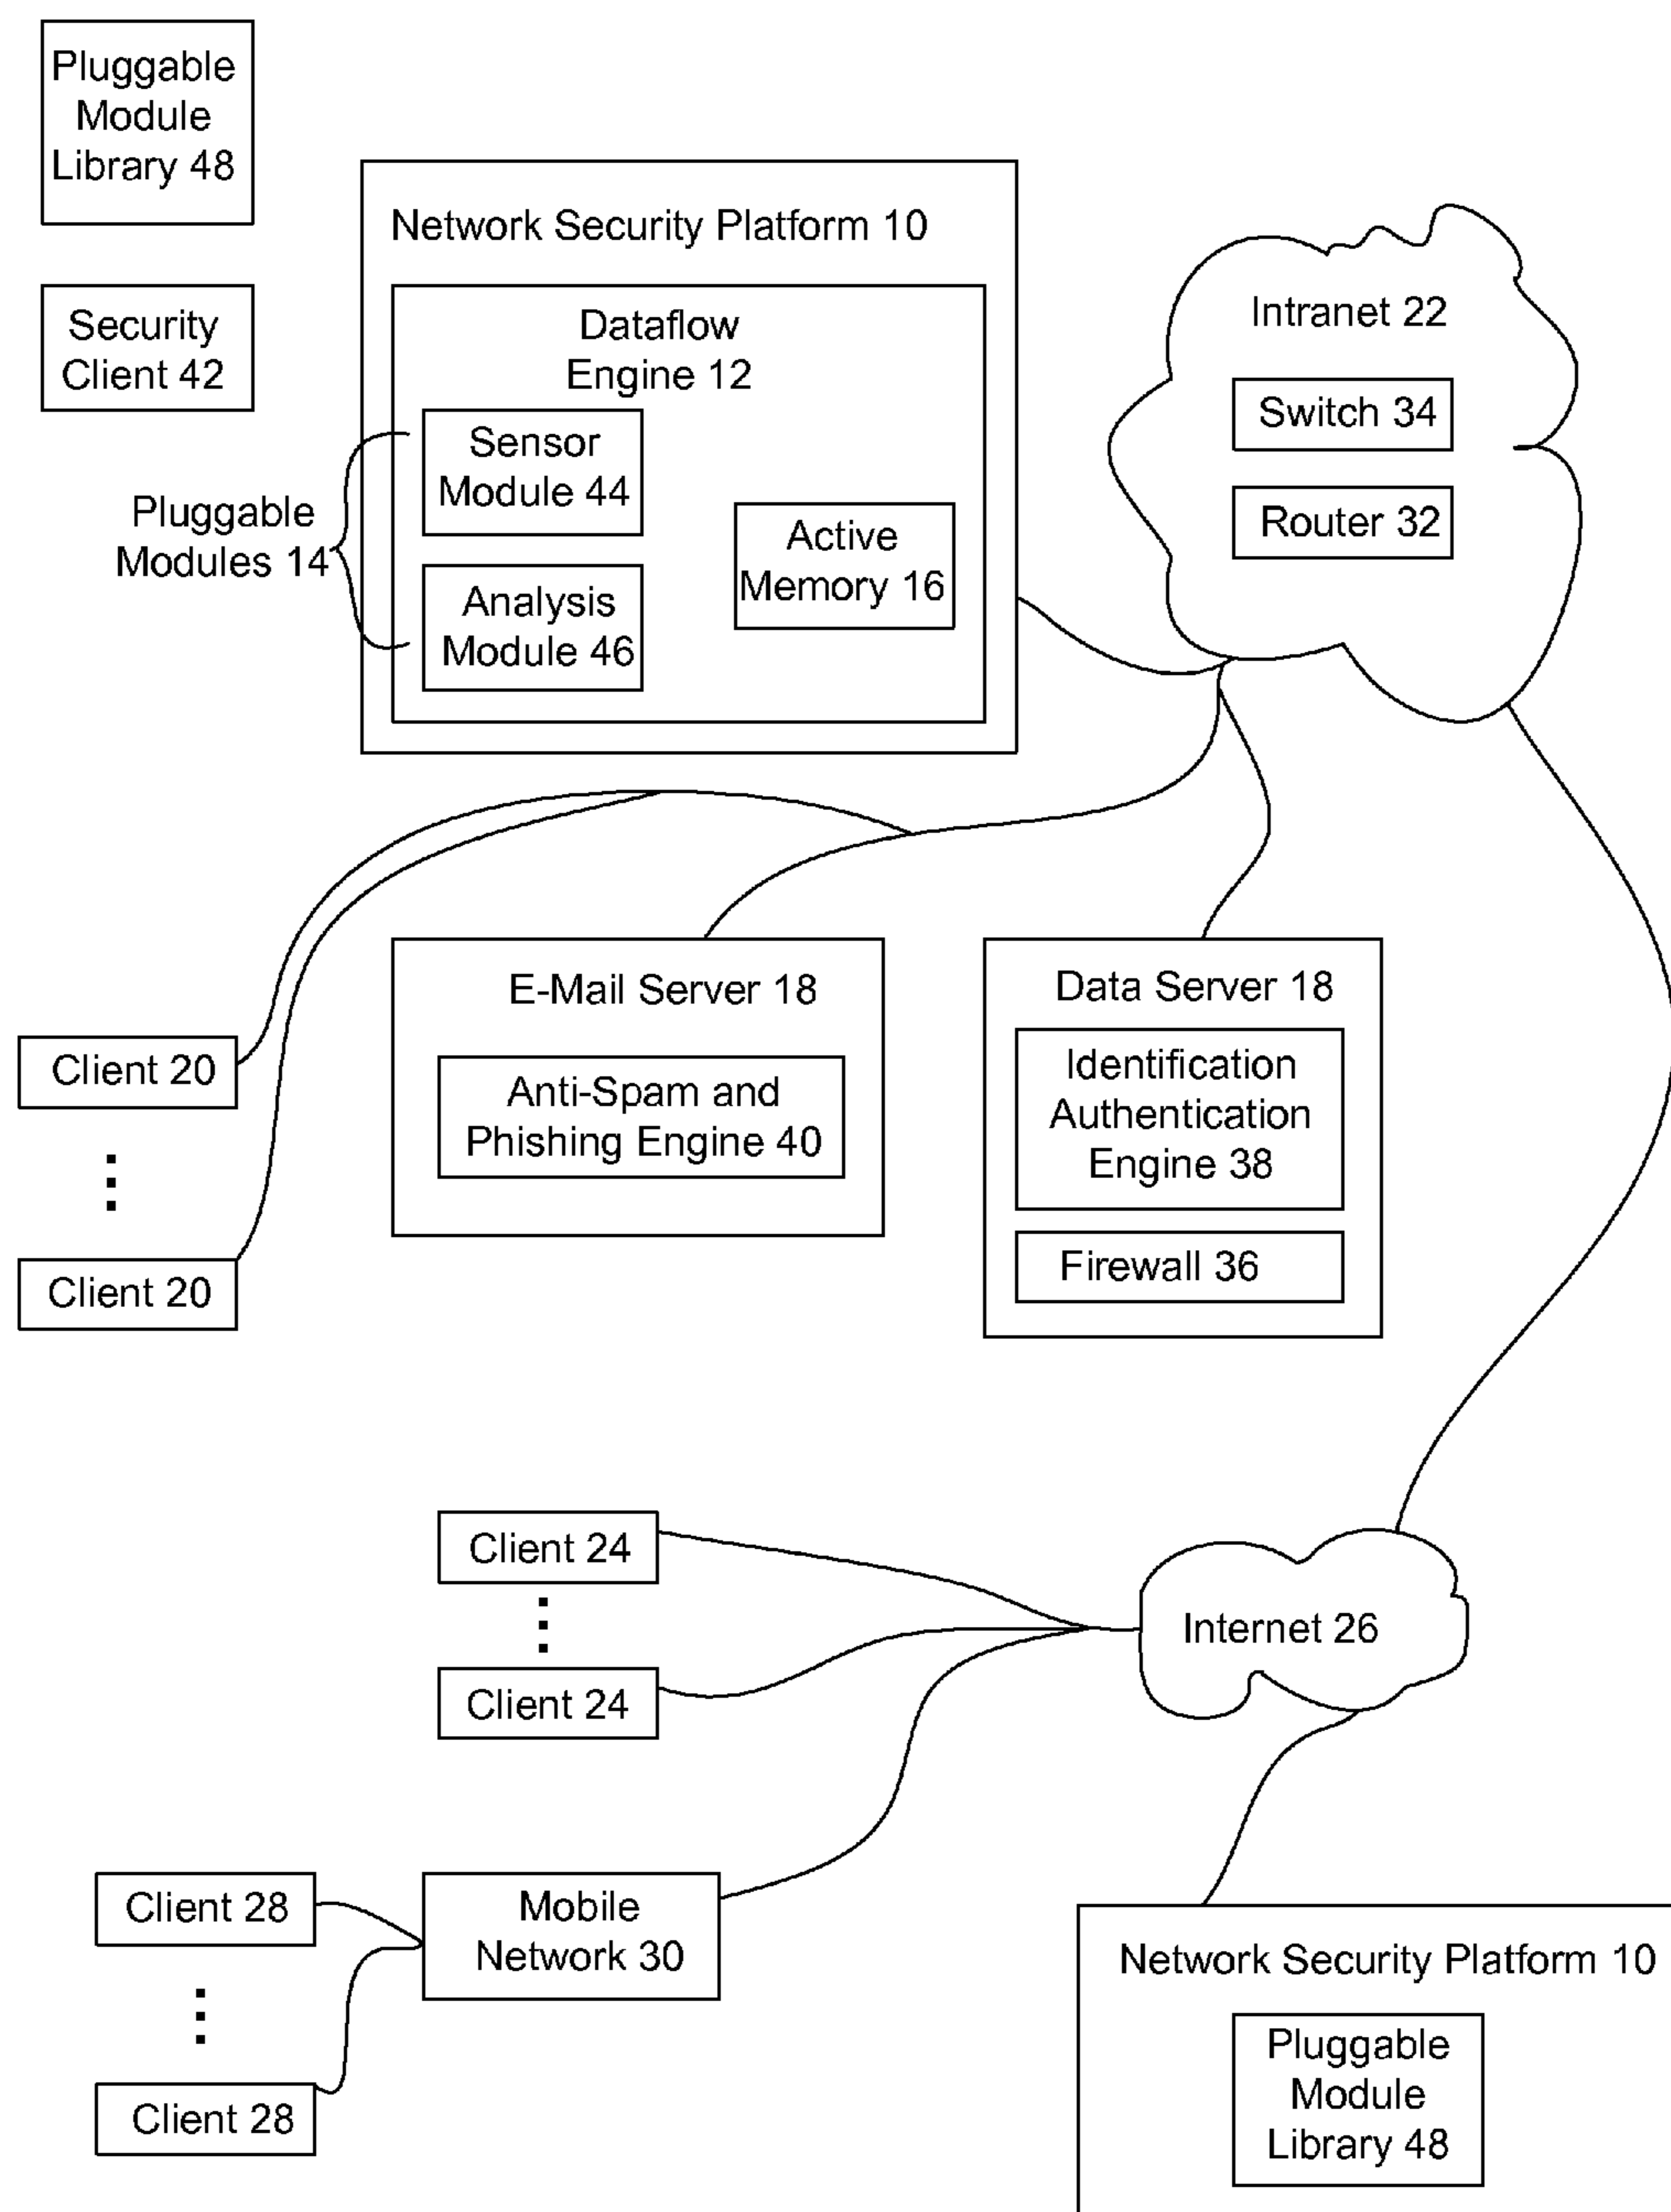 Pluggable
Module
Library 48
Network Security Platform 10
Security
Client 42
Dataflow
Engine 12
Sensor
Module 44
Pluggable
Modules 14
Active
Memory 16
Analysis
Module 46
Intranet 22
Switch 34
Router 32
E-Mail Server 18
Anti-Spam and
Phishing Engine 40
Data Server 18
Identification
Authentication
Engine 38
Firewall 36
Client 20
Client 20
Client 24
Client 24
Internet 26
Client 28
Client 28
Mobile
Network 30
Network Security Platform 10
Pluggable
Module
Library 48